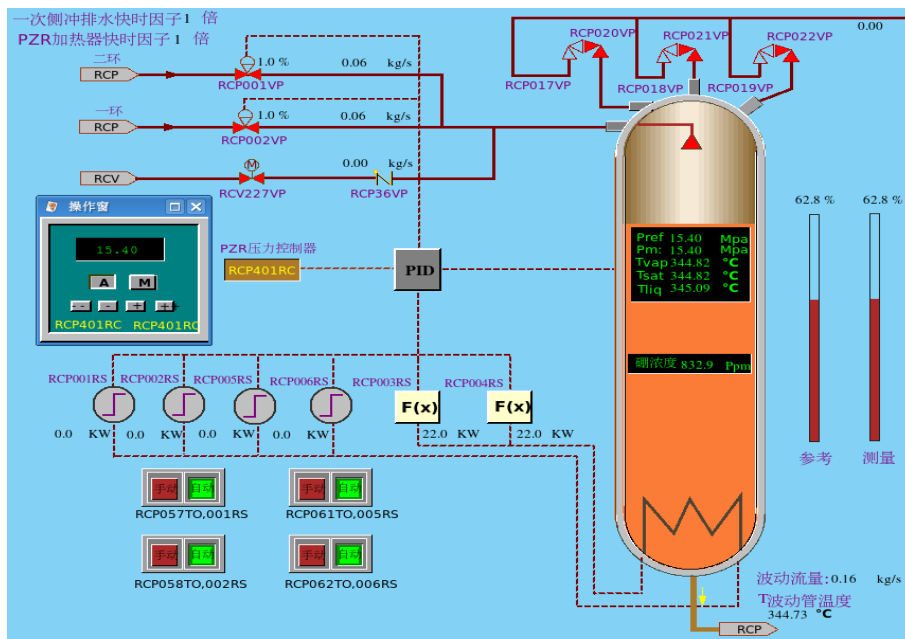 一次侧冲排水快时因子1 倍
PZR加热器快时因子1 倍
二环
RCP
1.0 %
0.06
kg/s
RCP001VP
一环
RCP
1.0 %
0.06
kg/s
RCP002VP
RCV
M
0.00
kg/s
RCV227VP
RCP36VP
RCP020VP
RCP021VP
RCP022VP
0.00
RCP017VP
RCP018VP
RCP019VP
操作窗
15.40
A
M
--
-
+
++
RCP401RC
RCP401RC
PZR压力控制器
RCP401RC
PID
Pref 15.40 Mpa
Pm: 15.40 Mpa
Tvap 344.82 °C
Tsat 344.82 °C
Tliq 345.09 °C
硼浓度 832.9 Ppm
62.8 %
62.8 %
参考
测量
RCP001RS
RCP002RS
RCP005RS
RCP006RS
RCP003RS
RCP004RS
F(x)
F(x)
0.0 KW
0.0 KW
0.0 KW
0.0 KW
22.0 KW
22.0 KW
手动 自动
RCP057TO,001RS
手动 自动
RCP061TO,005RS
手动 自动
RCP058TO,002RS
手动 自动
RCP062TO,006RS
波动流量:0.16 kg/s
T波动管温度
344.73 °C
RCP